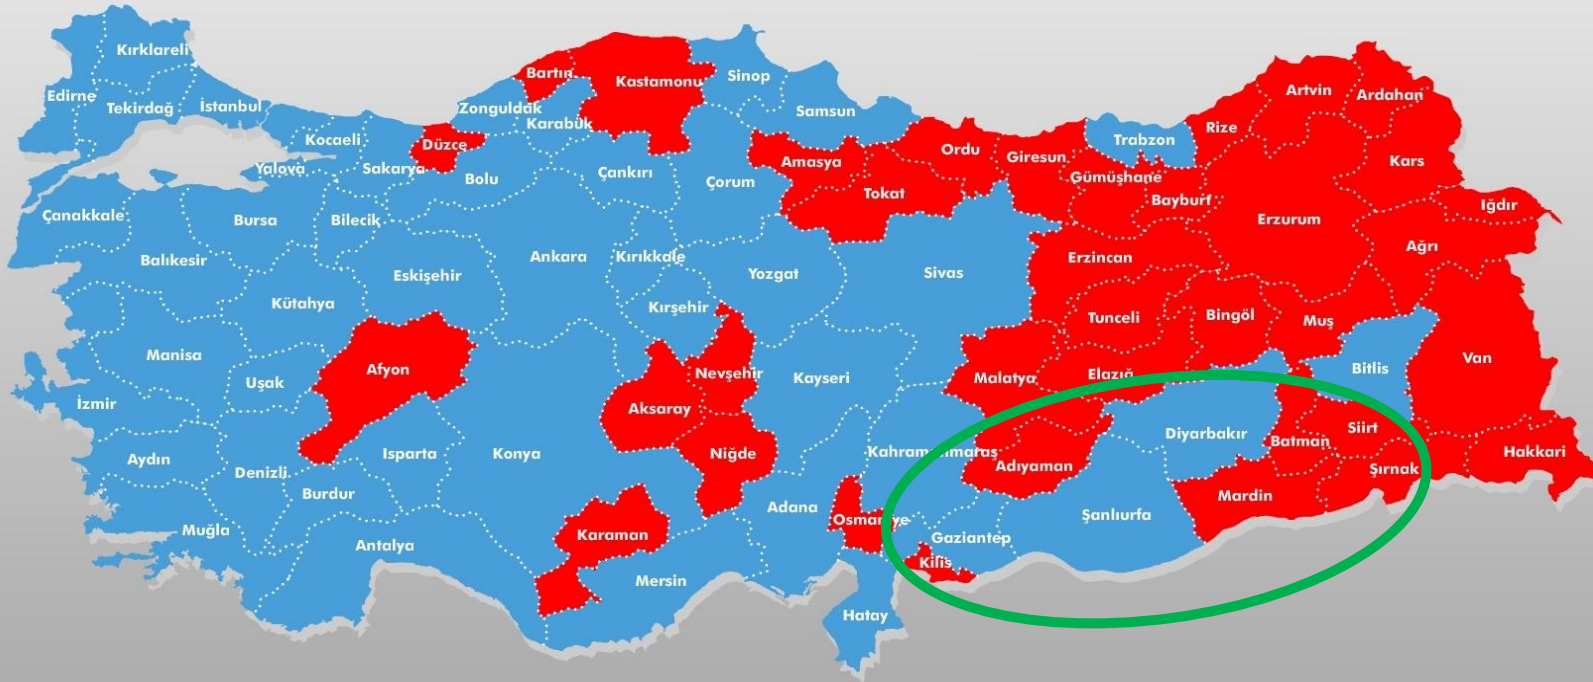 Kırklareli
Edirne
Tekirdağ
İstanbul
Kocaeli
Yalova
Sakarya
Düzce
Zonguldak
Bartın
Karabük
Kastamonu
Sinop
Samsun
Bolu
Çankırı
Çorum
Amasya
Tokat
Ordu
Giresun
Gümüşhane
Trabzon
Bayburt
Rize
Artvin
Ardahan
Kars
Iğdır
Ağrı
Erzurum
Erzincan
Çanakkale
Balıkesir
Bursa
Bilecik
Kütahya
Eskişehir
Ankara
Kırıkkale
Kırşehir
Yozgat
Sivas
Tunceli
Bingöl
Muş
Bitlis
Van
Manisa
İzmir
Uşak
Afyon
Aksaray
Nevşehir
Kayseri
Malatya
Elazığ
Aydın
Denizli
Isparta
Burdur
Konya
Niğde
Kahramanmaraş
Adıyaman
Diyarbakır
Batman
Siirt
Şırnak
Hakkari
Muğla
Antalya
Karaman
Mersin
Adana
Osmaniye
Gaziantep
Kilis
Şanlıurfa
Mardin
Hatay